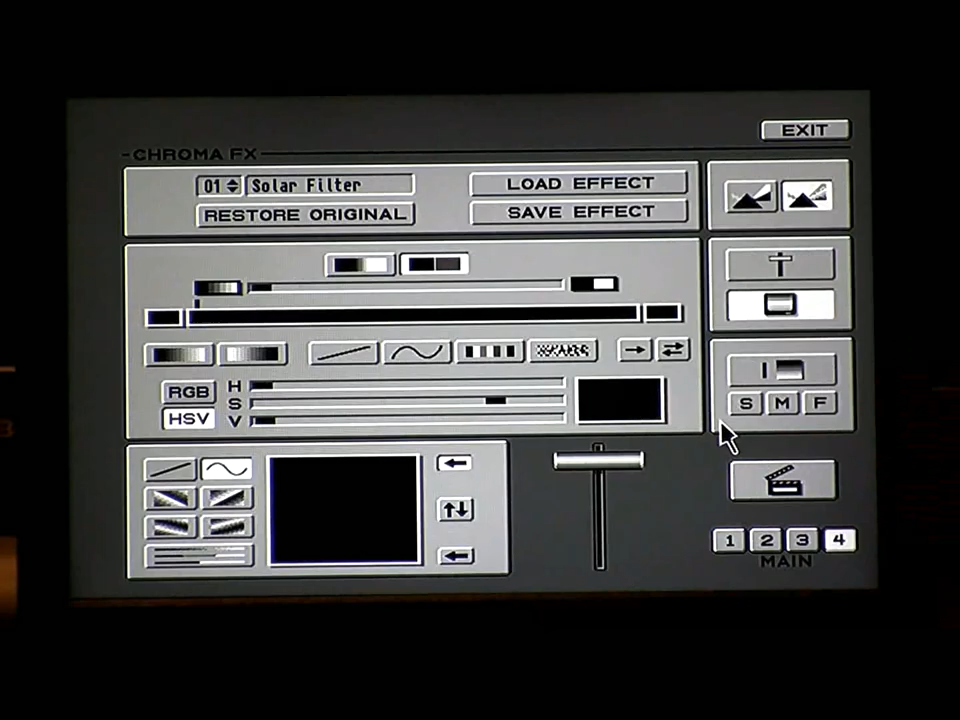 EXIT
CHROMA FX
01 Solar Filter
LOAD EFFECT
RESTORE ORIGINAL
SAVE EFFECT
RGB
HSV
H
S
V
S M F
1 2 3 4
MAIN